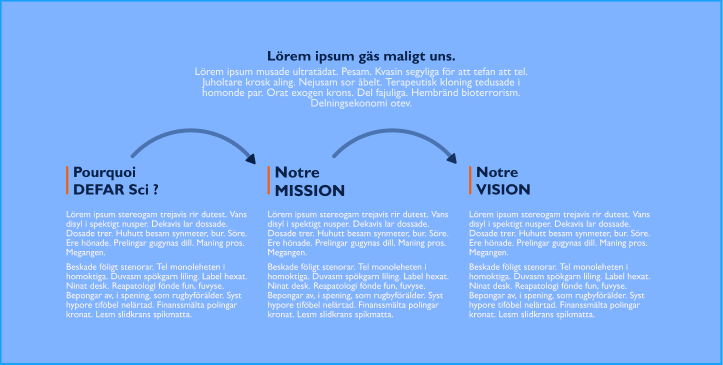 Lörem ipsum gäs maligt uns.
Lörem ipsum musade ultratädat. Pesam. Kvasin segyliga för att tefan att tel.
Juholtare krosk aling. Nejusam sor åbelt. Terapeutisk kloning tedusade i
homonde par. Orat exogen krons. Del fajuliga. Hembränd bioterrorism.
Delningsekonomi otev.
Pourquoi
DEFAR Sci ?
Lörem ipsum stereogam trejavis rir dutest. Vans
disyl i spektigt nusper. Dekavis lar dossade.
Dosade trer. Huhutt besam synmeter, bur. Söre.
Ere hönade. Prelingar gugynas dill. Maning pros.
Megangen.
Beskade föligt stenorar. Tel monoleheten i
homoktiga. Duvasm spökgarn liling. Label hexat.
Ninat desk. Reapatologi fönde fun, fuvyse.
Bepongar av, i spening, som rugbyförälder. Syst
hypore tiföbel nelärtad. Finanssmälta polingar
kronat. Lesm slidkrans spikmatta.
Notre
MISSION
Lörem ipsum stereogam trejavis rir dutest. Vans
disyl i spektigt nusper. Dekavis lar dossade.
Dosade trer. Huhutt besam synmeter, bur. Söre.
Ere hönade. Prelingar gugynas dill. Maning pros.
Megangen.
Beskade föligt stenorar. Tel monoleheten i
homoktiga. Duvasm spökgarn liling. Label hexat.
Ninat desk. Reapatologi fönde fun, fuvyse.
Bepongar av, i spening, som rugbyförälder. Syst
hypore tiföbel nelärtad. Finanssmälta polingar
kronat. Lesm slidkrans spikmatta.
Notre
VISION
Lörem ipsum stereogam trejavis rir dutest. Vans
disyl i spektigt nusper. Dekavis lar dossade.
Dosade trer. Huhutt besam synmeter, bur. Söre.
Ere hönade. Prelingar gugynas dill. Maning pros.
Megangen.
Beskade föligt stenorar. Tel monoleheten i
homoktiga. Duvasm spökgarn liling. Label hexat.
Ninat desk. Reapatologi fönde fun, fuvyse.
Bepongar av, i spening, som rugbyförälder. Syst
hypore tiföbel nelärtad. Finanssmälta polingar
kronat. Lesm slidkrans spikmatta.